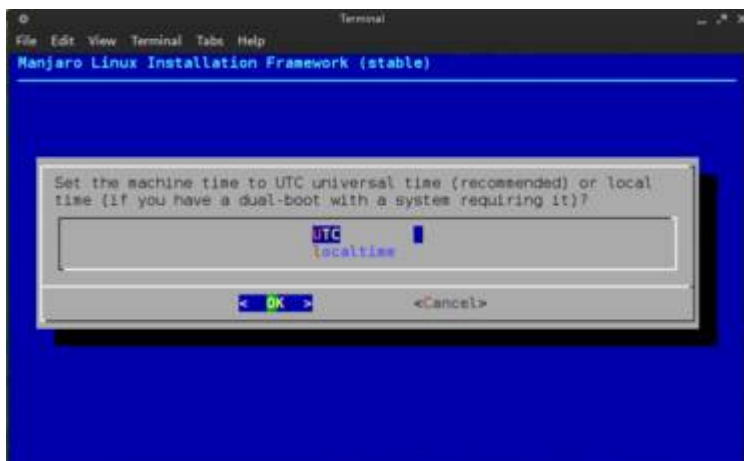 Terminal
File Edit View Terminal Tabs Help
Manjaro Linux Installation Framework (stable)
Set the machine time to UTC universal time (recommended) or local
time (if you have a dual-boot with a system requiring it)?
UTC
localtime
< OK > <Cancel>